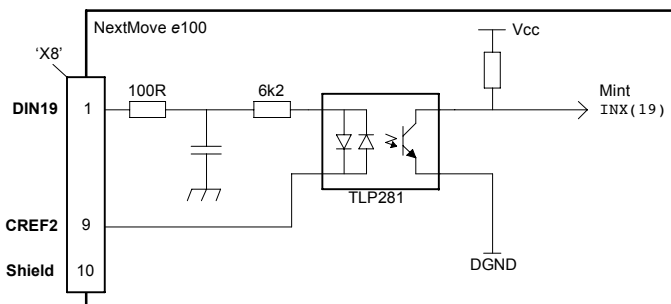 NextMove e100
'X8'
Vcc
100R
6k2
Mint
DIN19
1
INX(19)
TLP281
CREF2
9
Shield
10
DGND